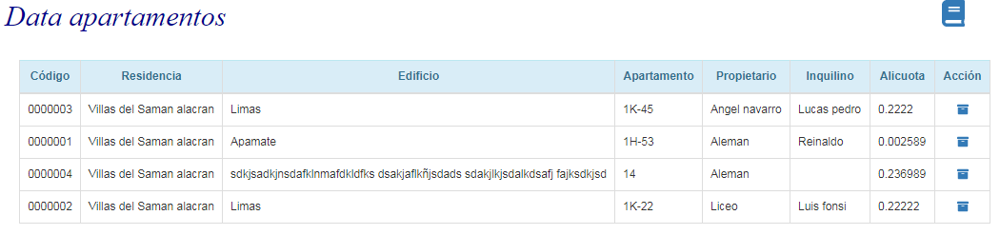 Data apartamentos
Código Residencia Edificio Apartamento Propietario Inquilino Alicuota Acción
0000003 Villas del Saman alacran Limas 1K-45 Angel navarro Lucas pedro 0.2222
0000001 Villas del Saman alacran Apamate 1H-53 Aleman Reinaldo 0.002589
0000004 Villas del Saman alacran sdkjsadkjnsdafklnmafdkldfks dsakjaflkñjsdads sdakjlkjsdalkdsafj fajksdkjsd 14 Aleman 0.236989
0000002 Villas del Saman alacran Limas 1K-22 Liceo Luis fonsi 0.22222